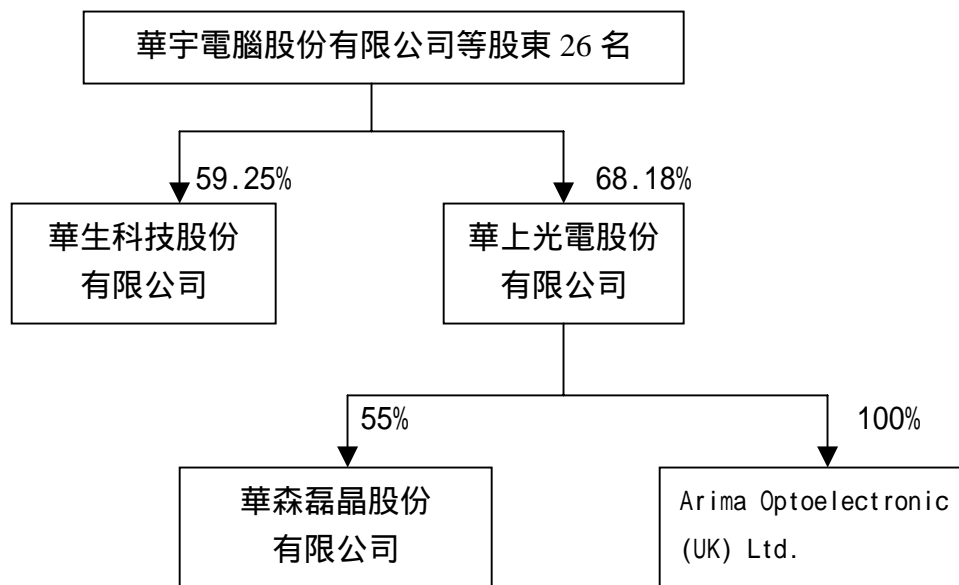 華宇電腦股份有限公司等股東 26 名
59.25%
68.18%
華生科技股份
有限公司
華上光電股份
有限公司
55%
100%
華森磊晶股份
有限公司
Arima Optoelectronic
(UK) Ltd.